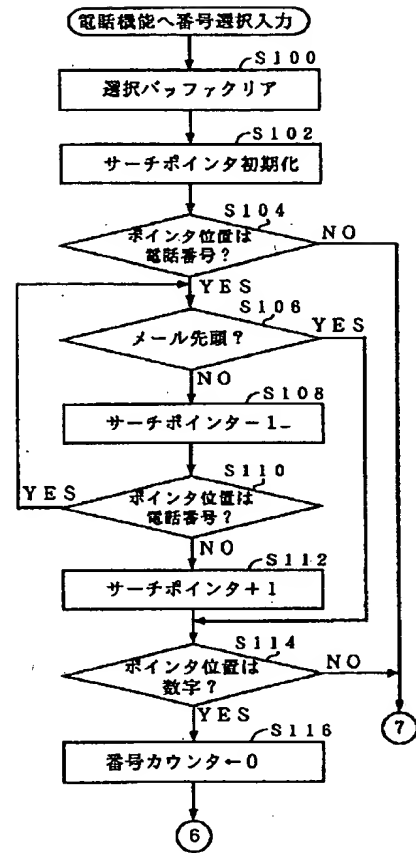 電話機能へ番号選択入力
S100
選択バッファクリア
S102
サーチポインタ初期化
S104
ポインタ位置は
電話番号?
NO
YES
S106
メール先頭?
YES
NO
S108
サーチポインタ-1
S110
ポインタ位置は
電話番号?
YES
NO
S112
サーチポインタ+1
S114
ポインタ位置は
数字?
NO
YES
7
S116
番号カウンタ←0
6